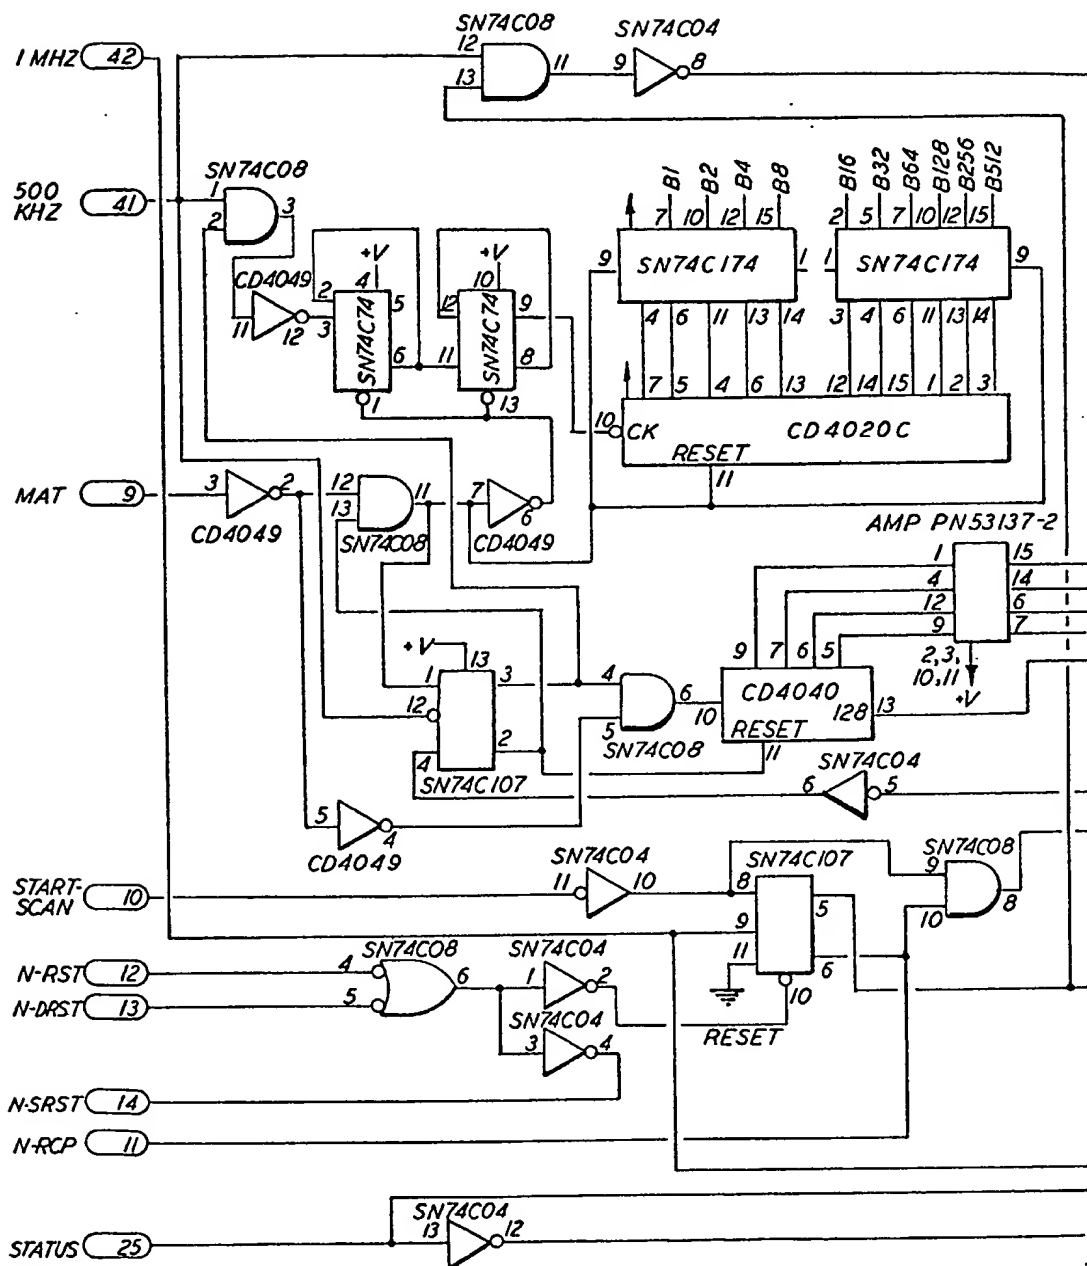 SN74C08
SN74C04
1 MHZ 42
12
13
11
9
8
SN74C08
500 KHZ 41
1
2
3
B1 B2 B4 B8
B16 B32 B64 B128 B256 B512
7 10 12 15
2 5 7 10 12 15
CD4049
11
12
+V
4
2
3
5
6
SN74C74
1
+V
10
12
11
9
8
SN74C74
13
9 SN74C174 1
1 SN74C174 9
4 6 11 13 14
3 4 6 11 13 14
7 5 4 6 13
12 14 15 1 2 3
10 CK
CD4020C
RESET
11
MAT 9
3
2
CD4049
12
13
11
SN74C08
7
6
CD4049
AMP PN53137-2
1
4
12
9
15
14
6
7
2,3,
10,11
+V
+V
13
1
12
4
3
2
SN74C107
4
5
6
SN74C08
9 7 6 5
CD4040
10
128
13
RESET
11
SN74C04
6
5
5
4
CD4049
START-SCAN 10
SN74C04
11
10
SN74C107
8
9
11
5
6
10
RESET
SN74C08
9
10
8
N-RST 12
N-DRST 13
SN74C08
4
5
6
SN74C04
1
2
SN74C04
3
4
N-SRST 14
N-RCP 11
SN74C04
STATUS 25
13
12